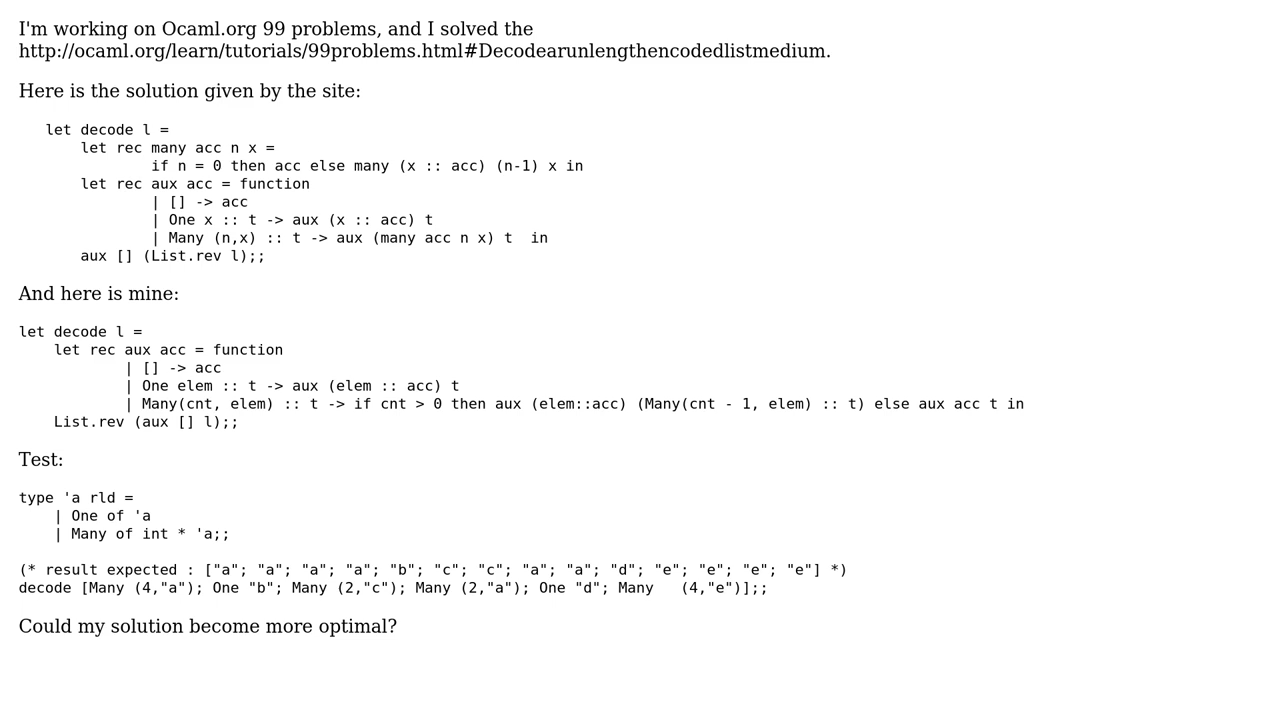 I'm working on Ocaml.org 99 problems, and I solved the
http://ocaml.org/learn/tutorials/99problems.html#Decodearunlengthencodedlistmedium.
Here is the solution given by the site:
let decode l =
let rec many acc n x =
if n = 0 then acc else many (x :: acc) (n-1) x in
let rec aux acc = function
| [] -> acc
| One x :: t -> aux (x :: acc) t
| Many (n,x) :: t -> aux (many acc n x) t  in
aux [] (List.rev l);;
And here is mine:
let decode l =
let rec aux acc = function
| [] -> acc
| One elem :: t -> aux (elem :: acc) t
| Many(cnt, elem) :: t -> if cnt > 0 then aux (elem::acc) (Many(cnt - 1, elem) :: t) else aux acc t in
List.rev (aux [] l);;
Test:
type 'a rld =
| One of 'a
| Many of int * 'a;;
(* result expected : ["a"; "a"; "a"; "a"; "b"; "c"; "c"; "a"; "a"; "d"; "e"; "e"; "e"; "e"] *)
decode [Many (4,"a"); One "b"; Many (2,"c"); Many (2,"a"); One "d"; Many   (4,"e")];;
Could my solution become more optimal?